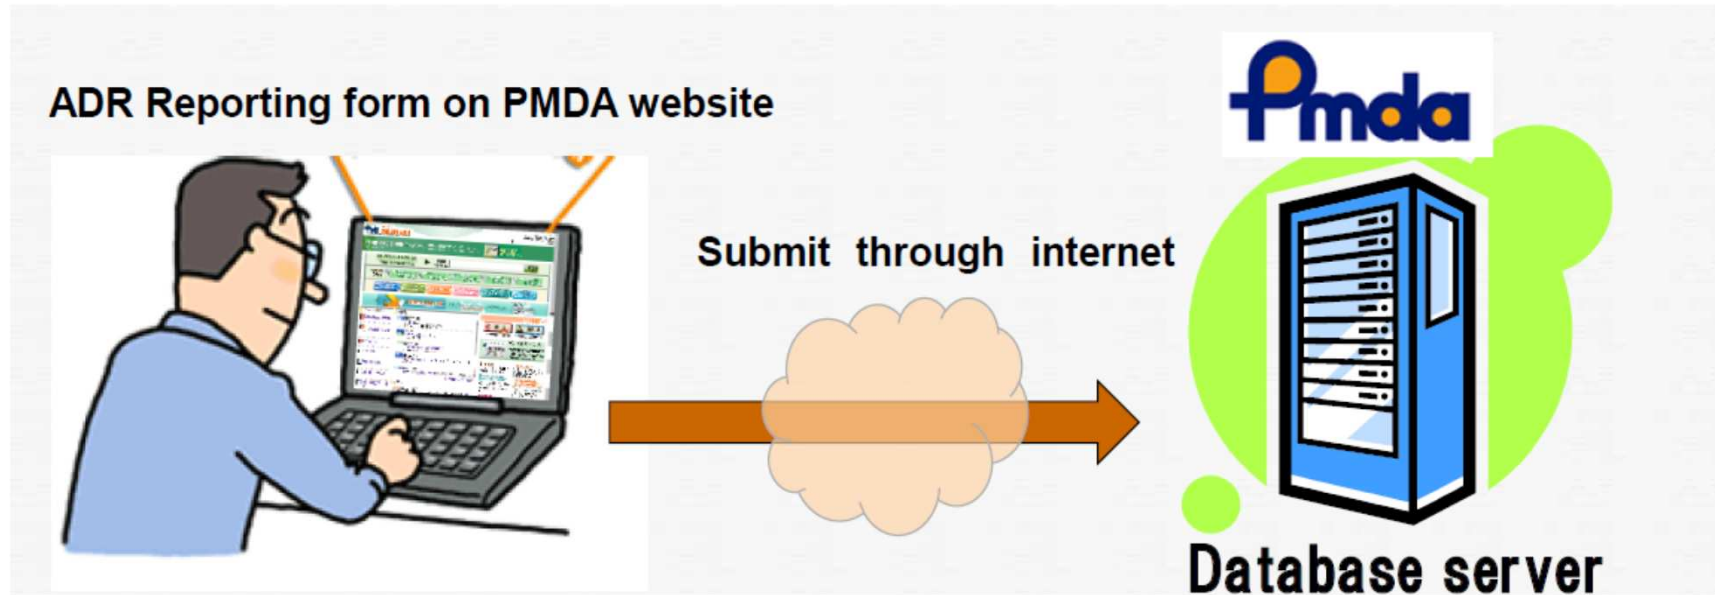 ADR Reporting form on PMDA website
Pmda
Submit through internet
Database server